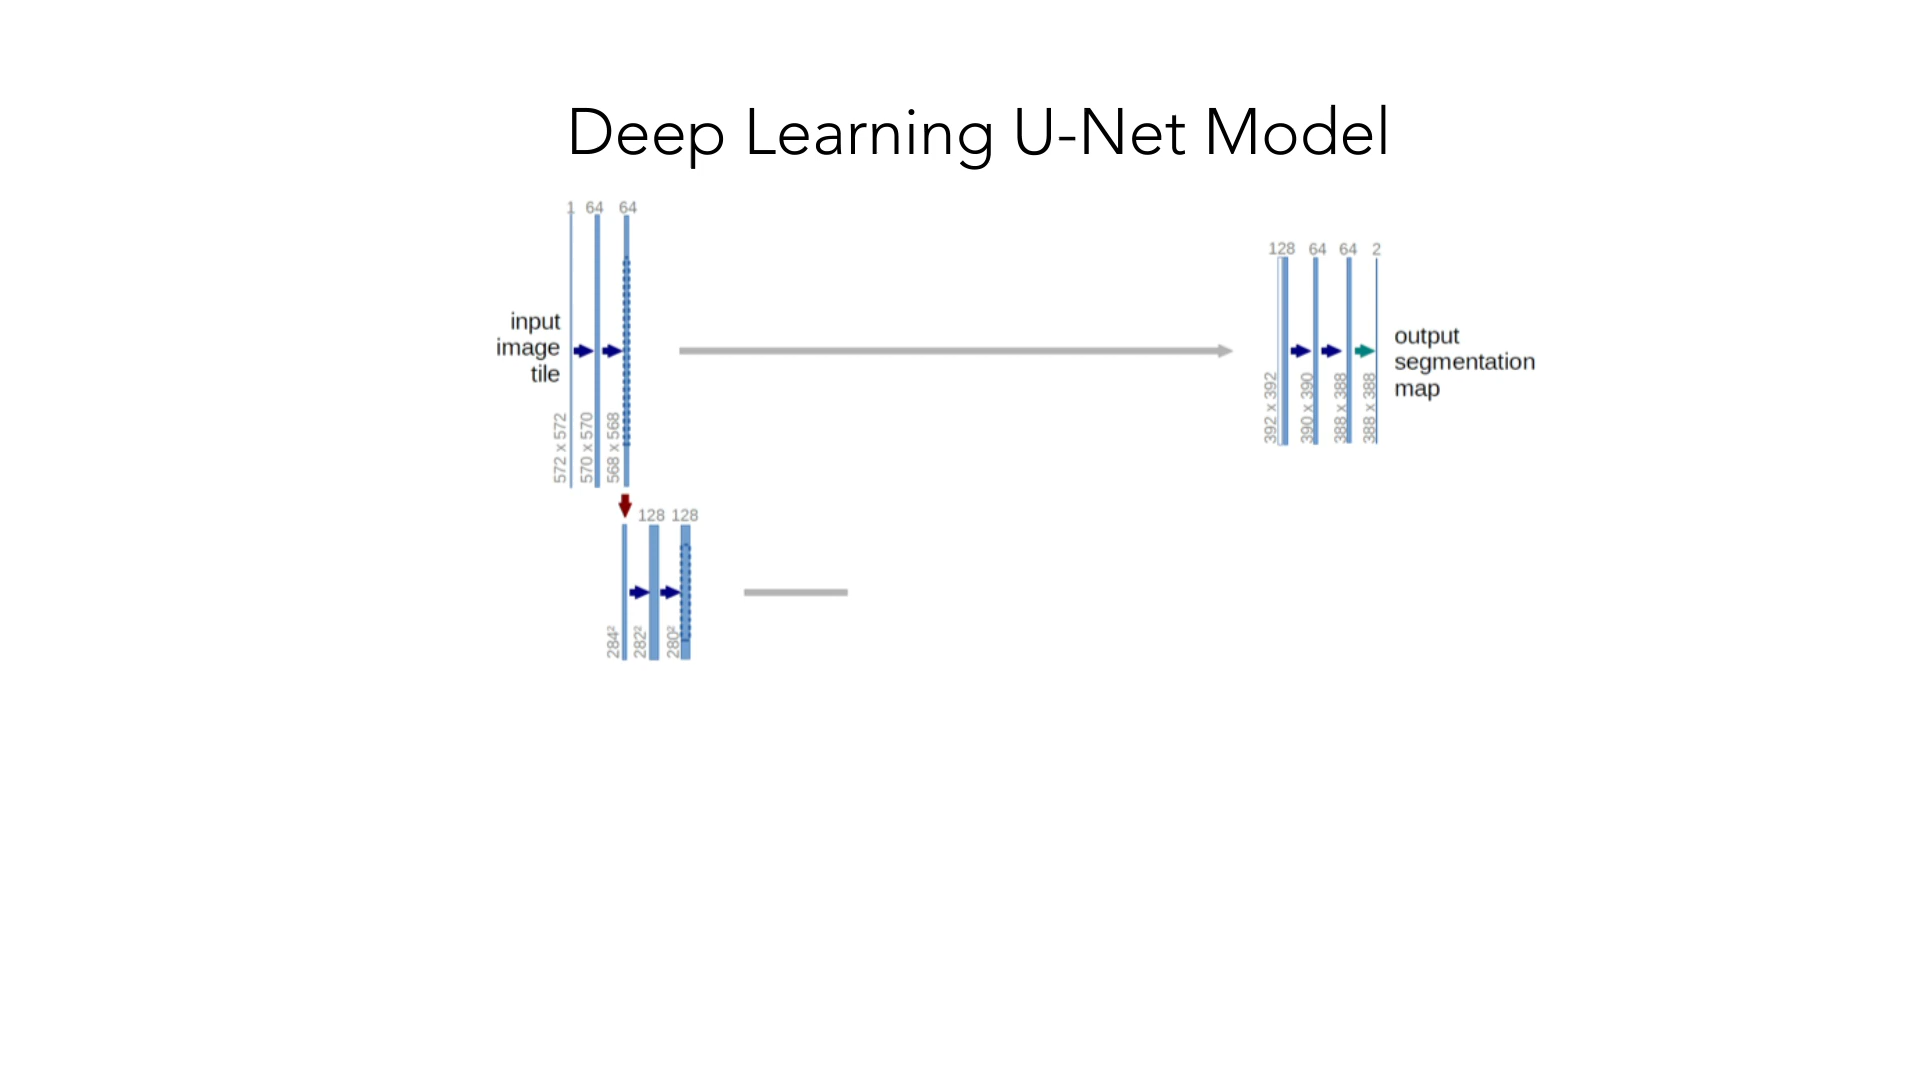 Deep Learning U-Net Model
1 64 64
128 64 64 2
input
image
tile
output
segmentation
map
572 x 572
570 x 570
568 x 568
392 x 392
390 x 390
388 x 388
388 x 388
128 128
284²
282²
280²